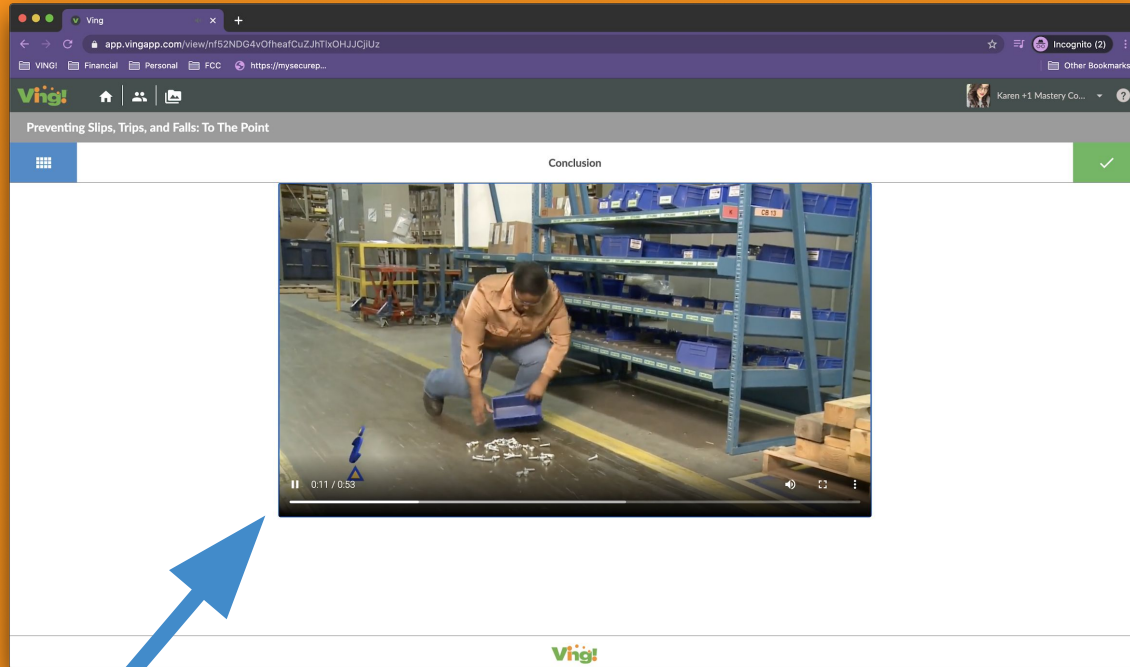 Ving
app.vingapp.com/view/nf52NDG4vOfheafCuZJhTlxOHJJCjiUz
Incognito (2)
VING!
Financial
Personal
FCC
https://mysecurep...
Other Bookmarks
Ving!
Karen +1 Mastery Co...
?
Preventing Slips, Trips, and Falls: To The Point
Conclusion
K
CB 13
i
0:11 / 0:53
Ving!